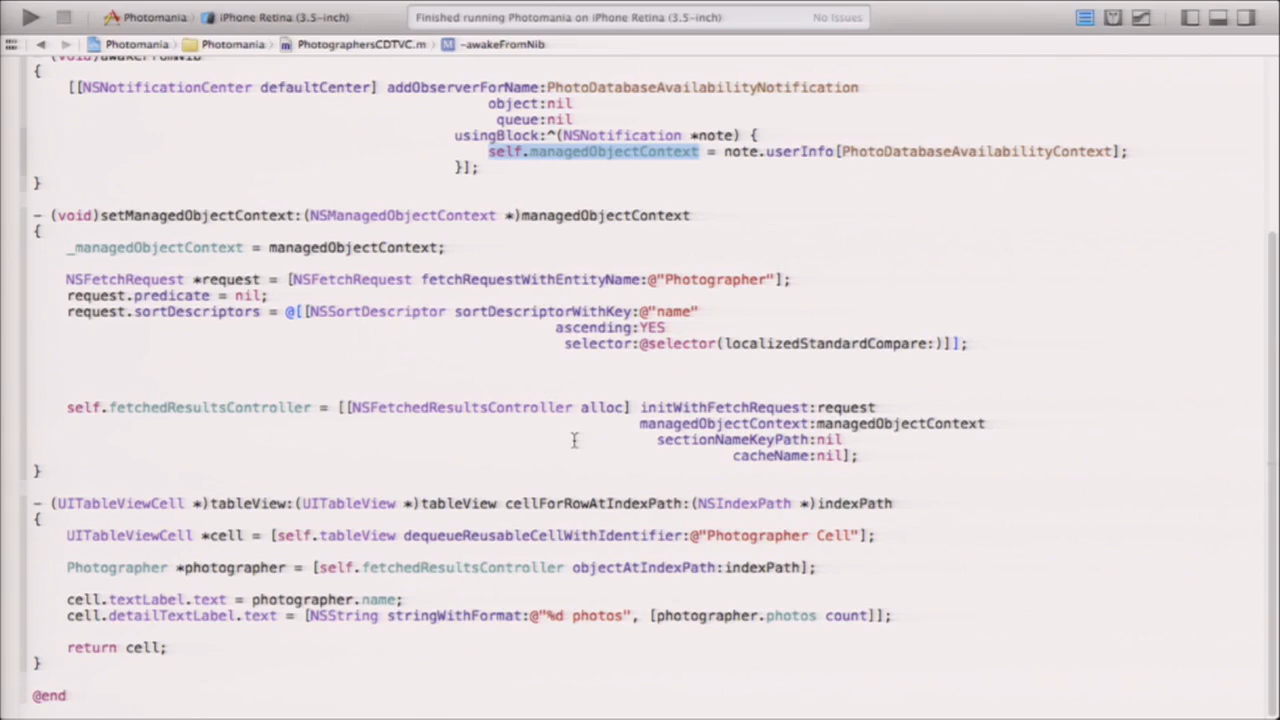 Photomania iPhone Retina (3.5-inch) Finished running Photomania on iPhone Retina (3.5-inch) No Issues
Photomania Photomania PhotographersCDTVC.m M -awakeFromNib
- (void)awakeFromNib
{
[[NSNotificationCenter defaultCenter] addObserverForName:PhotoDatabaseAvailabilityNotification
object:nil
queue:nil
usingBlock:^(NSNotification *note) {
self.managedObjectContext = note.userInfo[PhotoDatabaseAvailabilityContext];
}];
}
- (void)setManagedObjectContext:(NSManagedObjectContext *)managedObjectContext
{
_managedObjectContext = managedObjectContext;
NSFetchRequest *request = [NSFetchRequest fetchRequestWithEntityName:@"Photographer"];
request.predicate = nil;
request.sortDescriptors = @[[NSSortDescriptor sortDescriptorWithKey:@"name"
ascending:YES
selector:@selector(localizedStandardCompare:)]];
self.fetchedResultsController = [[NSFetchedResultsController alloc] initWithFetchRequest:request
managedObjectContext:managedObjectContext
sectionNameKeyPath:nil
cacheName:nil];
}
- (UITableViewCell *)tableView:(UITableView *)tableView cellForRowAtIndexPath:(NSIndexPath *)indexPath
{
UITableViewCell *cell = [self.tableView dequeueReusableCellWithIdentifier:@"Photographer Cell"];
Photographer *photographer = [self.fetchedResultsController objectAtIndexPath:indexPath];
cell.textLabel.text = photographer.name;
cell.detailTextLabel.text = [NSString stringWithFormat:@"%d photos", [photographer.photos count]];
return cell;
}
@end